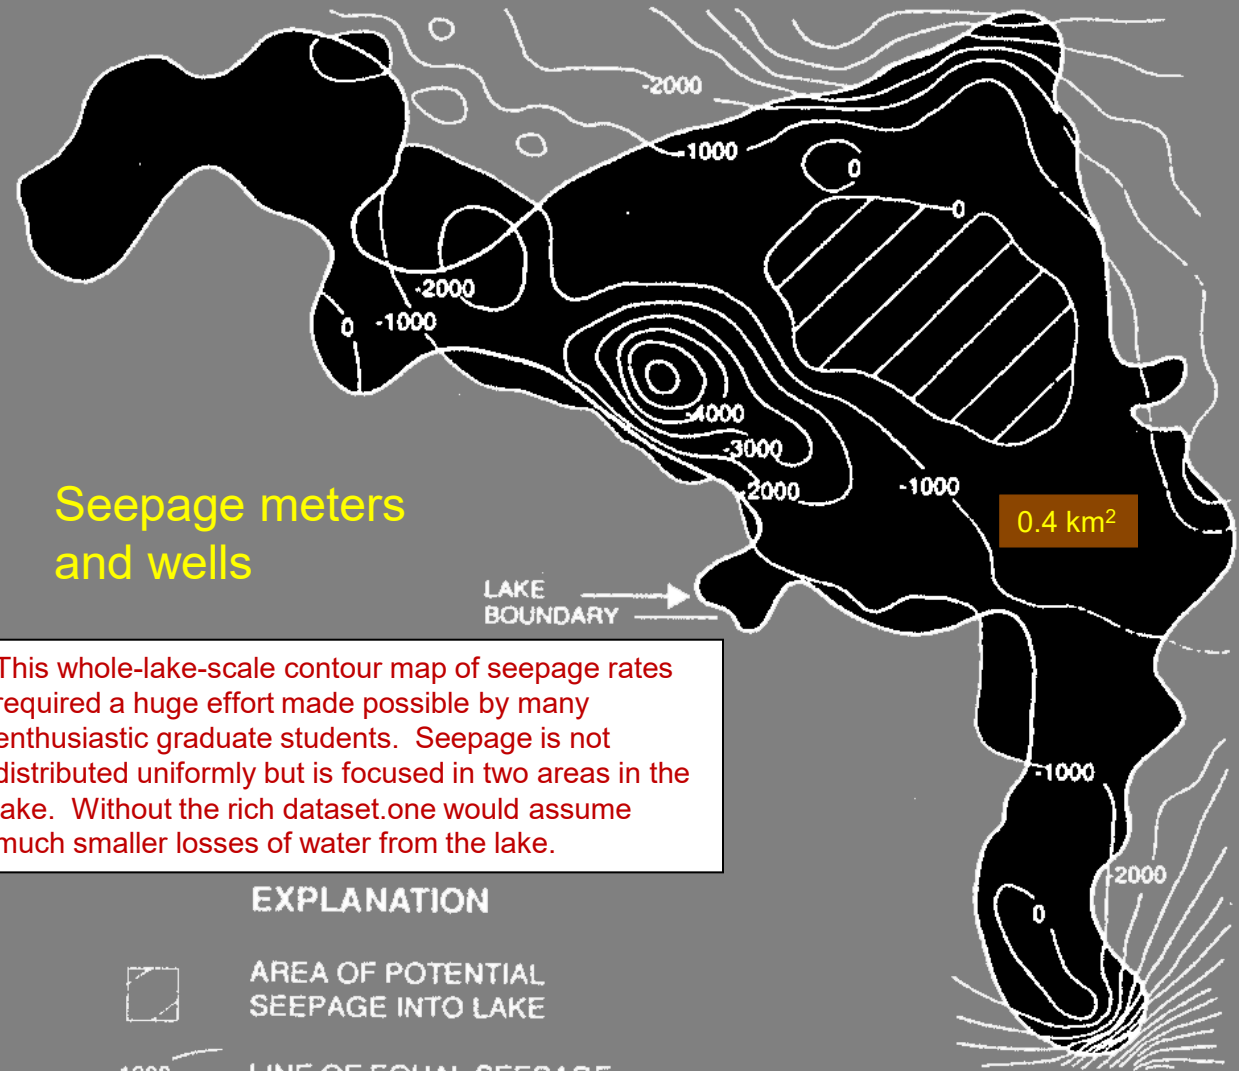 -2000
-1000
0
0
-2000
0
-1000
-4000
-3000
-2000
-1000
Seepage meters
and wells
0.4 km²
LAKE
BOUNDARY
This whole-lake-scale contour map of seepage rates
required a huge effort made possible by many
enthusiastic graduate students. Seepage is not
distributed uniformly but is focused in two areas in the
lake. Without the rich dataset.one would assume
much smaller losses of water from the lake.
-1000
-2000
0
EXPLANATION
AREA OF POTENTIAL
SEEPAGE INTO LAKE
LINE OF EQUAL SEEPAGE